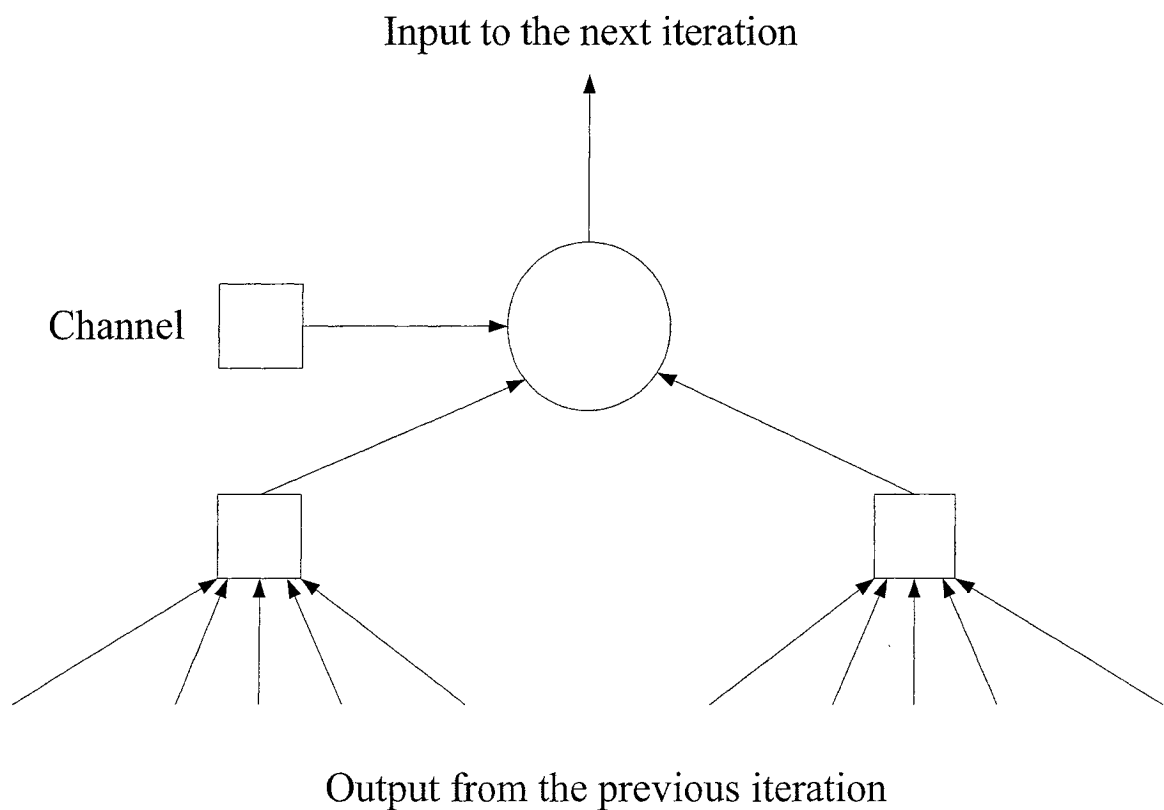 Input to the next iteration
Channel
Output from the previous iteration